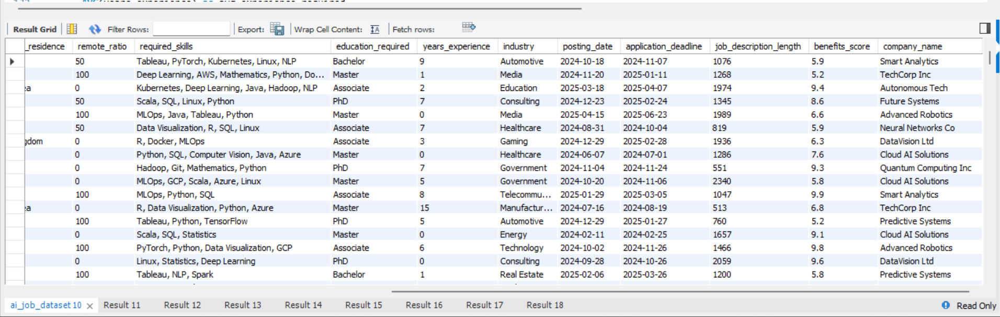 Result Grid Filter Rows: Export: Wrap Cell Content: Fetch rows:
_residence remote_ratio required_skills education_required years_experience industry posting_date application_deadline job_description_length benefits_score company_name
50 Tableau, PyTorch, Kubernetes, Linux, NLP Bachelor 9 Automotive 2024-10-18 2024-11-07 1076 5.9 Smart Analytics
100 Deep Learning, AWS, Mathematics, Python, Do... Master 1 Media 2024-11-20 2025-01-11 1268 5.2 TechCorp Inc
ea 0 Kubernetes, Deep Learning, Java, Hadoop, NLP Associate 2 Education 2025-03-18 2025-04-07 1974 9.4 Autonomous Tech
50 Scala, SQL, Linux, Python PhD 7 Consulting 2024-12-23 2025-02-24 1345 8.6 Future Systems
100 MLOps, Java, Tableau, Python Master 0 Media 2025-04-15 2025-06-23 1989 6.6 Advanced Robotics
50 Data Visualization, R, SQL, Linux Associate 7 Healthcare 2024-08-31 2024-10-04 819 5.9 Neural Networks Co
gdom 0 R, Docker, MLOps Associate 3 Gaming 2024-12-29 2025-02-28 1936 6.3 DataVision Ltd
0 Python, SQL, Computer Vision, Java, Azure Master 0 Healthcare 2024-06-07 2024-07-01 1286 7.6 Cloud AI Solutions
0 Hadoop, Git, Mathematics, Python PhD 7 Government 2024-11-04 2024-11-24 551 9.3 Quantum Computing Inc
0 MLOps, GCP, Scala, Azure, Linux Master 5 Government 2024-10-20 2024-11-06 2340 5.8 Cloud AI Solutions
100 MLOps, Python, SQL Associate 8 Telecommu... 2025-01-29 2025-03-05 1047 9.9 Smart Analytics
ea 0 R, Data Visualization, Python, Azure Master 15 Manufactur... 2024-07-16 2024-08-19 513 6.8 TechCorp Inc
100 Tableau, Python, TensorFlow PhD 5 Automotive 2024-12-29 2025-01-27 760 5.2 Predictive Systems
0 Scala, SQL, Statistics Master 0 Energy 2024-02-11 2024-02-25 1657 9.1 Cloud AI Solutions
100 PyTorch, Python, Data Visualization, GCP Associate 6 Technology 2024-10-02 2024-11-26 1466 9.8 Advanced Robotics
0 Linux, Statistics, Deep Learning PhD 0 Consulting 2024-09-28 2024-10-26 2059 9.6 DataVision Ltd
100 Tableau, NLP, Spark Bachelor 1 Real Estate 2025-02-06 2025-03-26 1200 5.8 Predictive Systems
ai_job_dataset 10 Result 11 Result 12 Result 13 Result 14 Result 15 Result 16 Result 17 Result 18 Read Only